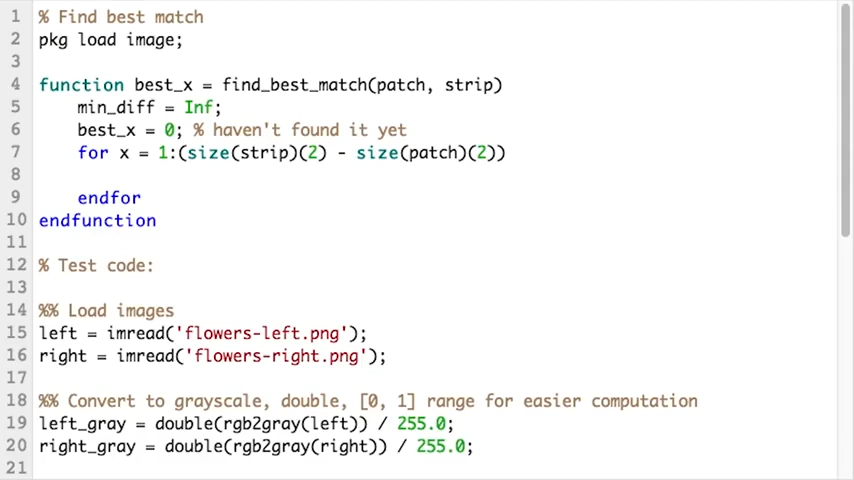 1 % Find best match
2 pkg load image;
3
4 function best_x = find_best_match(patch, strip)
5 min_diff = Inf;
6 best_x = 0; % haven't found it yet
7 for x = 1:(size(strip)(2) - size(patch)(2))
8
9 endfor
10 endfunction
11
12 % Test code:
13
14 %% Load images
15 left = imread('flowers-left.png');
16 right = imread('flowers-right.png');
17
18 %% Convert to grayscale, double, [0, 1] range for easier computation
19 left_gray = double(rgb2gray(left)) / 255.0;
20 right_gray = double(rgb2gray(right)) / 255.0;
21